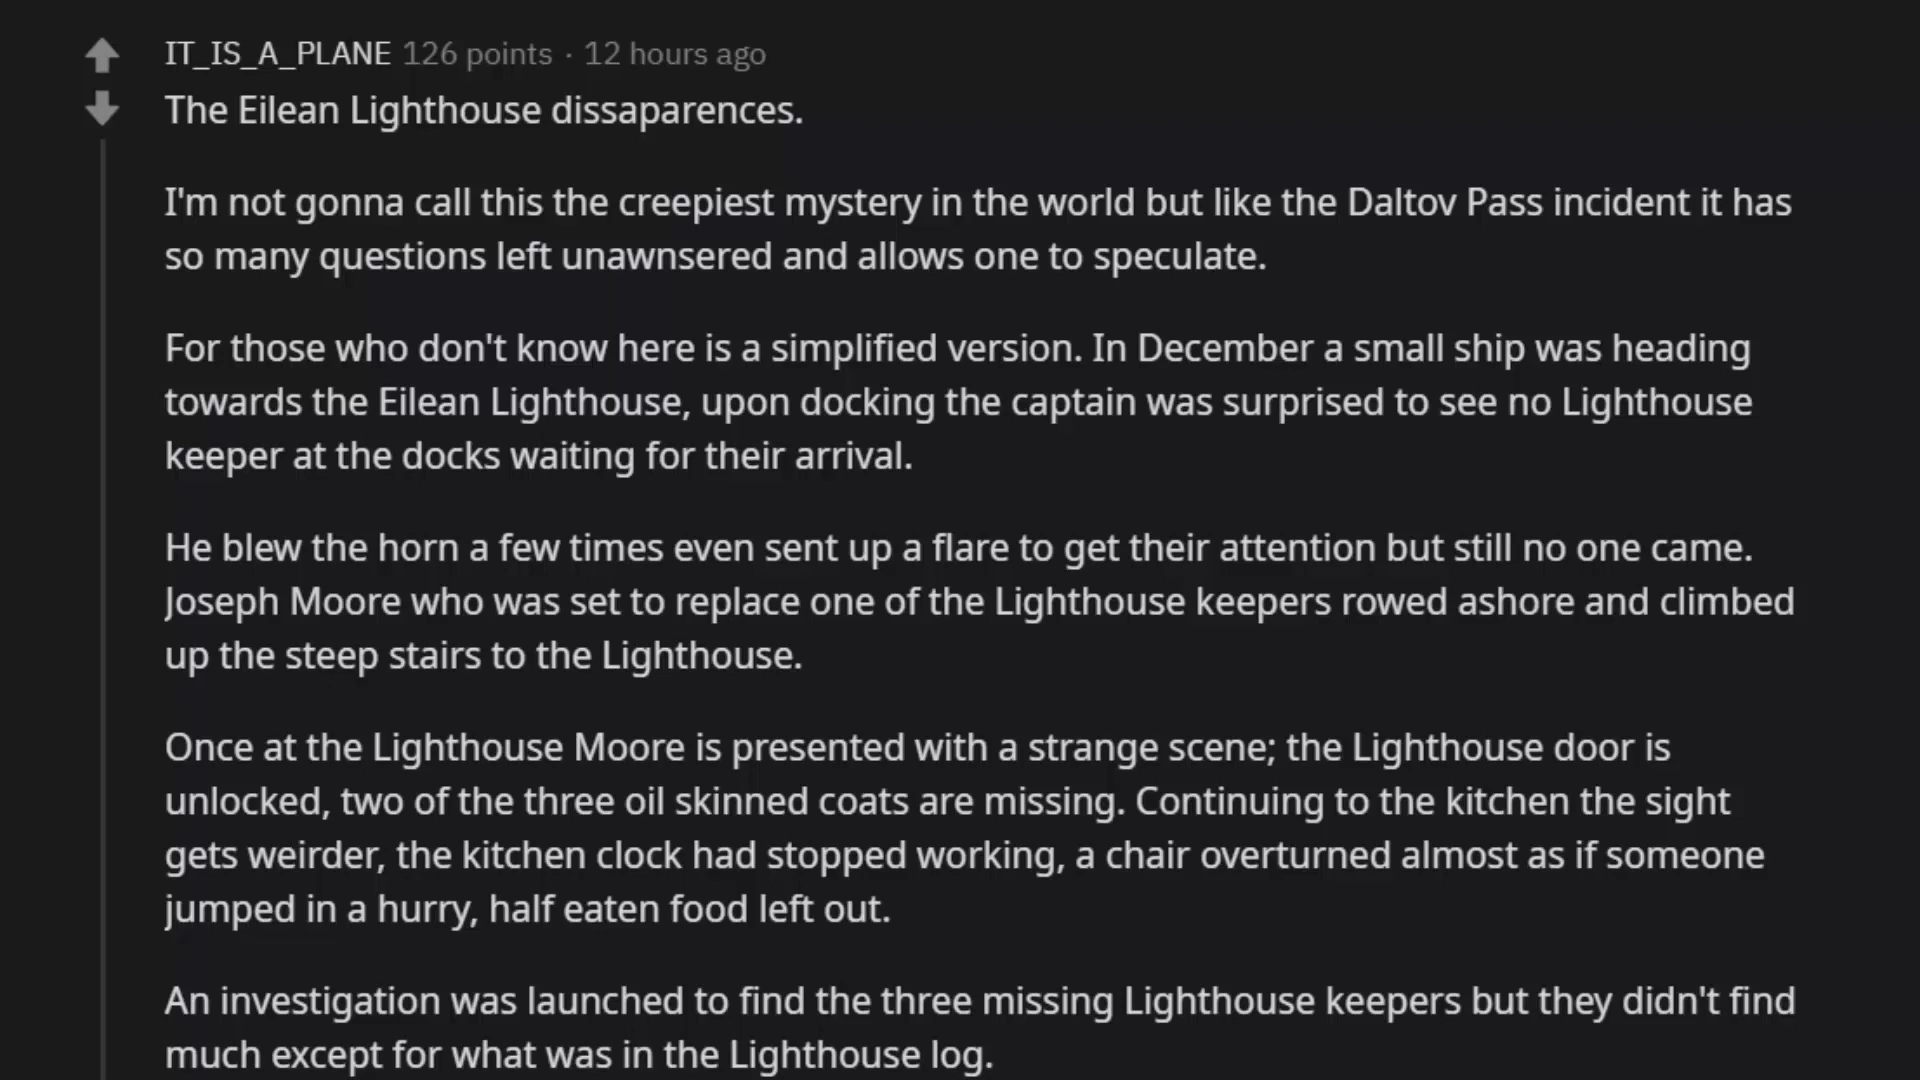 IT_IS_A_PLANE 126 points · 12 hours ago
The Eilean Lighthouse dissaparences.
I'm not gonna call this the creepiest mystery in the world but like the Daltov Pass incident it has
so many questions left unawnsered and allows one to speculate.
For those who don't know here is a simplified version. In December a small ship was heading
towards the Eilean Lighthouse, upon docking the captain was surprised to see no Lighthouse
keeper at the docks waiting for their arrival.
He blew the horn a few times even sent up a flare to get their attention but still no one came.
Joseph Moore who was set to replace one of the Lighthouse keepers rowed ashore and climbed
up the steep stairs to the Lighthouse.
Once at the Lighthouse Moore is presented with a strange scene; the Lighthouse door is
unlocked, two of the three oil skinned coats are missing. Continuing to the kitchen the sight
gets weirder, the kitchen clock had stopped working, a chair overturned almost as if someone
jumped in a hurry, half eaten food left out.
An investigation was launched to find the three missing Lighthouse keepers but they didn't find
much except for what was in the Lighthouse log.